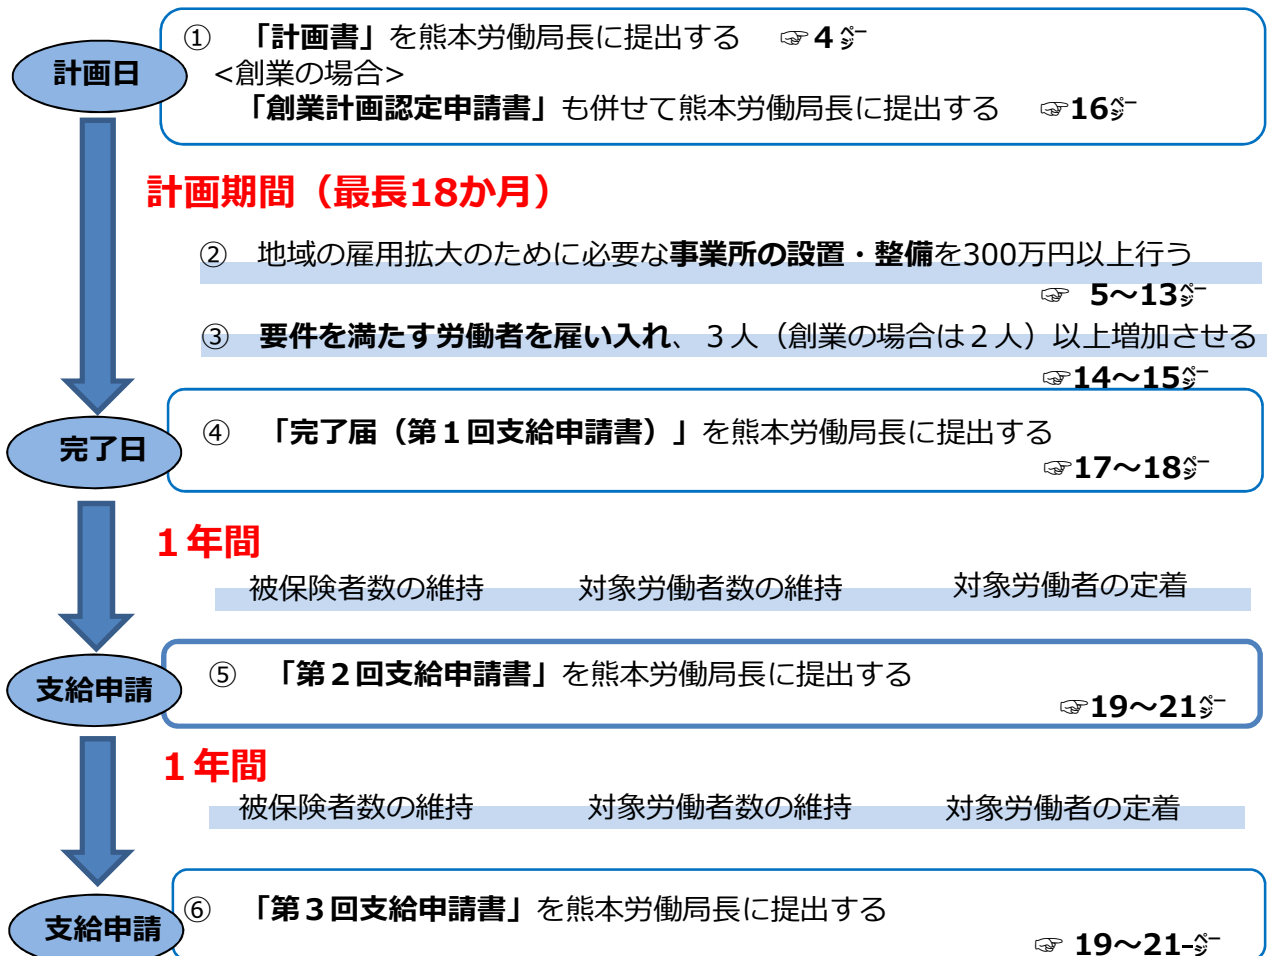 計画日
① 「計画書」を熊本労働局長に提出する ☞4㌻
<創業の場合>
「創業計画認定申請書」も併せて熊本労働局長に提出する ☞16㌻
計画期間（最長18か月）
② 地域の雇用拡大のために必要な事業所の設置・整備を300万円以上行う
☞ 5～13㌻
③ 要件を満たす労働者を雇い入れ、３人（創業の場合は２人）以上増加させる
☞14～15㌻
完了日
④ 「完了届（第１回支給申請書）」を熊本労働局長に提出する
☞17～18㌻
１年間
被保険者数の維持 対象労働者数の維持 対象労働者の定着
支給申請
⑤ 「第２回支給申請書」を熊本労働局長に提出する
☞19～21㌻
１年間
被保険者数の維持 対象労働者数の維持 対象労働者の定着
支給申請
⑥ 「第３回支給申請書」を熊本労働局長に提出する
☞ 19～21-㌻